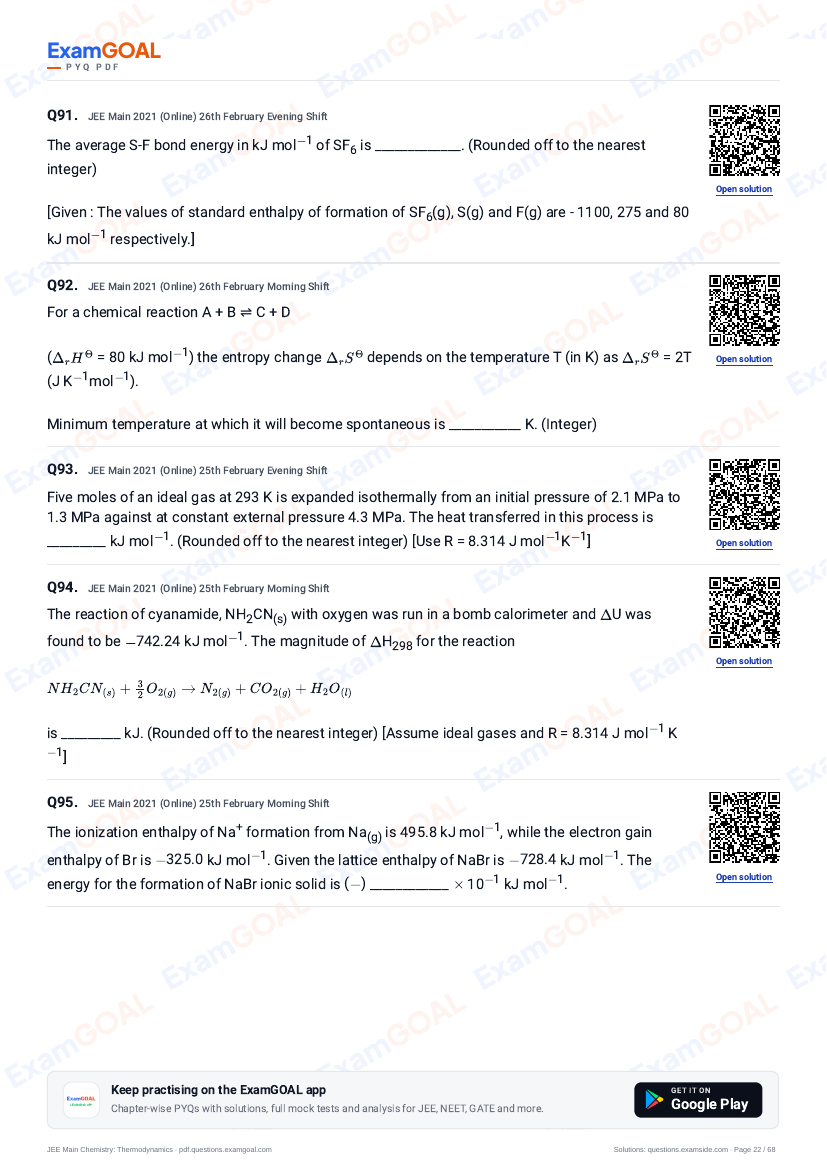 ExamGOAL
PYQ PDF
Q91. JEE Main 2021 (Online) 26th February Evening Shift
The average S-F bond energy in kJ mol⁻¹ of SF₆ is ____________. (Rounded off to the nearest
integer)
[Given : The values of standard enthalpy of formation of SF₆(g), S(g) and F(g) are - 1100, 275 and 80
kJ mol⁻¹ respectively.]
Open solution
Q92. JEE Main 2021 (Online) 26th February Morning Shift
For a chemical reaction A + B ⇌ C + D
(ΔᵣH^Θ = 80 kJ mol⁻¹) the entropy change ΔᵣS^Θ depends on the temperature T (in K) as ΔᵣS^Θ = 2T
(J K⁻¹mol⁻¹).
Minimum temperature at which it will become spontaneous is __________ K. (Integer)
Open solution
Q93. JEE Main 2021 (Online) 25th February Evening Shift
Five moles of an ideal gas at 293 K is expanded isothermally from an initial pressure of 2.1 MPa to
1.3 MPa against at constant external pressure 4.3 MPa. The heat transferred in this process is
________ kJ mol⁻¹. (Rounded off to the nearest integer) [Use R = 8.314 J mol⁻¹K⁻¹]
Open solution
Q94. JEE Main 2021 (Online) 25th February Morning Shift
The reaction of cyanamide, NH₂CN₍s₎ with oxygen was run in a bomb calorimeter and ΔU was
found to be −742.24 kJ mol⁻¹. The magnitude of ΔH₂₉₈ for the reaction
NH₂CN₍s₎ + 3/2 O₂₍g₎ → N₂₍g₎ + CO₂₍g₎ + H₂O₍l₎
is ________ kJ. (Rounded off to the nearest integer) [Assume ideal gases and R = 8.314 J mol⁻¹ K
⁻¹]
Open solution
Q95. JEE Main 2021 (Online) 25th February Morning Shift
The ionization enthalpy of Na⁺ formation from Na₍g₎ is 495.8 kJ mol⁻¹, while the electron gain
enthalpy of Br is −325.0 kJ mol⁻¹. Given the lattice enthalpy of NaBr is −728.4 kJ mol⁻¹. The
energy for the formation of NaBr ionic solid is (−) ___________ × 10⁻¹ kJ mol⁻¹.
Open solution
ExamGOAL
Keep practising on the ExamGOAL app
Chapter-wise PYQs with solutions, full mock tests and analysis for JEE, NEET, GATE and more.
GET IT ON
Google Play
JEE Main Chemistry: Thermodynamics · pdf.questions.examgoal.com
Solutions: questions.examside.com · Page 22 / 68